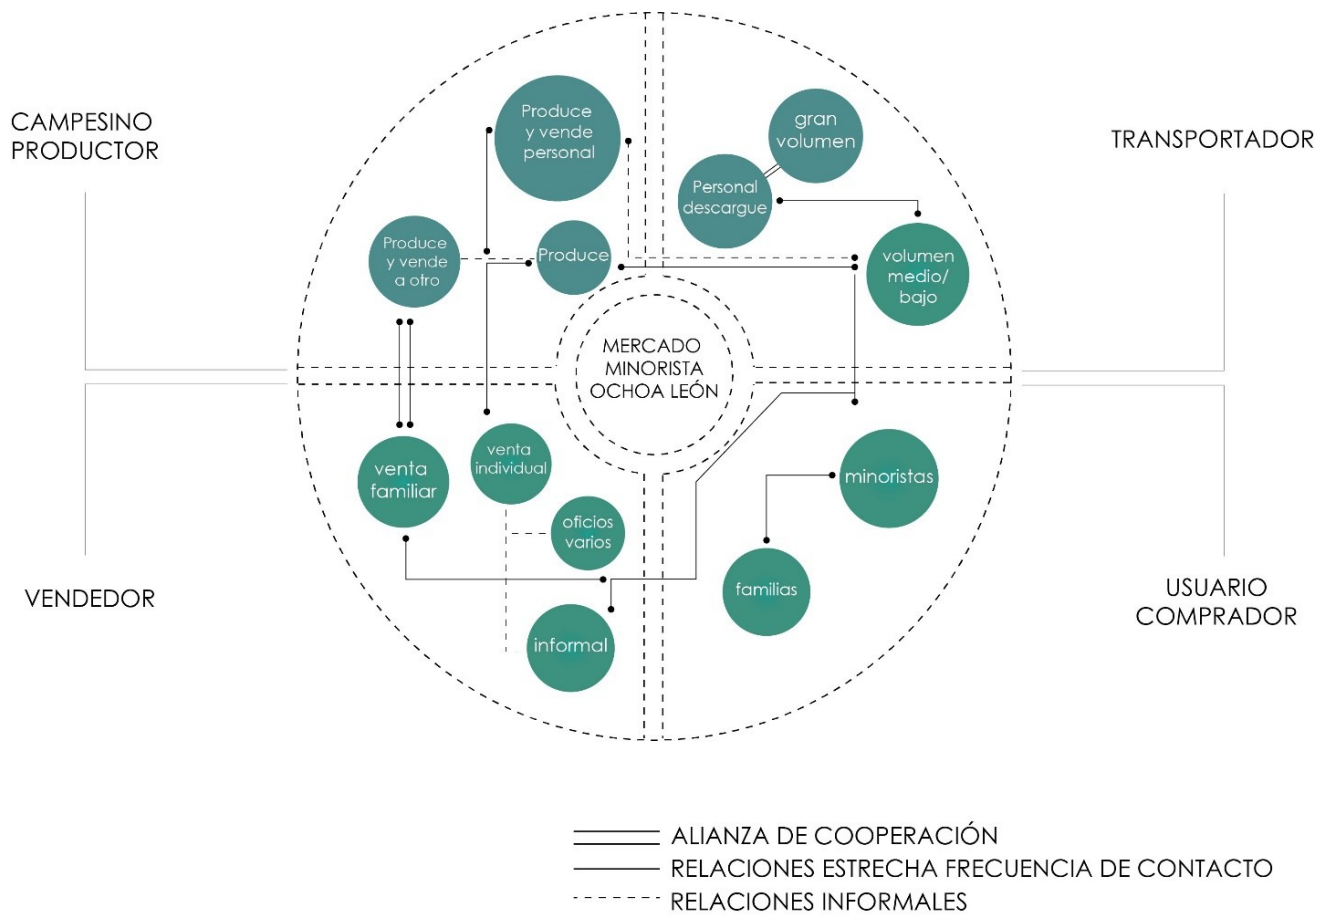 CAMPESINO
PRODUCTOR
Produce
y vende
personal
Produce
y vende
a otro
Produce
gran
volumen
Personal
descargue
volumen
medio/
bajo
TRANSPORTADOR
MERCADO
MINORISTA
OCHOA LEÓN
VENDEDOR
venta
familiar
venta
individual
oficios
varios
informal
minoristas
familias
USUARIO
COMPRADOR
ALIANZA DE COOPERACIÓN
RELACIONES ESTRECHA FRECUENCIA DE CONTACTO
RELACIONES INFORMALES